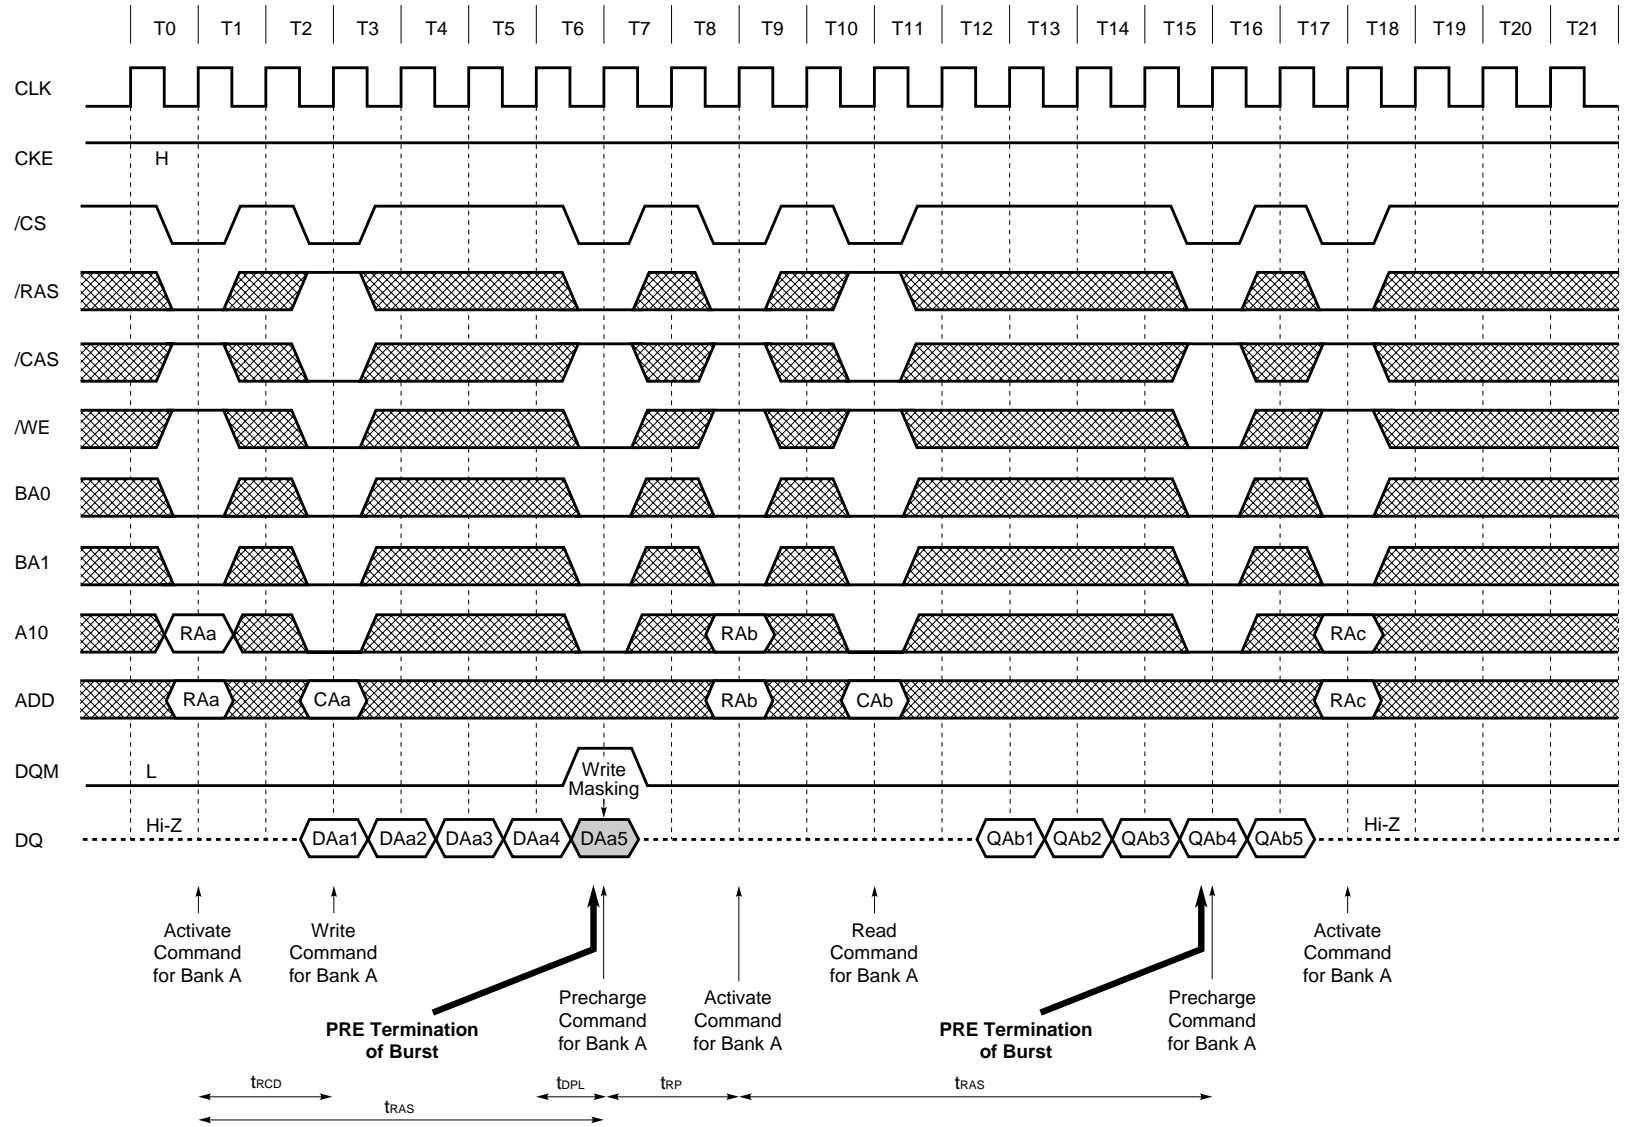 T0 T1 T2 T3 T4 T5 T6 T7 T8 T9 T10 T11 T12 T13 T14 T15 T16 T17 T18 T19 T20 T21
CLK
CKE H
/CS
/RAS
/CAS
/WE
BA0
BA1
A10 RAa RAb RAc
ADD RAa CAa RAb CAb RAc
DQM L Write
Masking
Hi-Z Hi-Z
DQ DAa1 DAa2 DAa3 DAa4 DAa5 QAb1 QAb2 QAb3 QAb4 QAb5
Activate
Command
for Bank A
Write
Command
for Bank A
PRE Termination
of Burst
Precharge
Command
for Bank A
Activate
Command
for Bank A
Read
Command
for Bank A
PRE Termination
of Burst
Precharge
Command
for Bank A
Activate
Command
for Bank A
tRCD tDPL tRP tRAS
tRAS